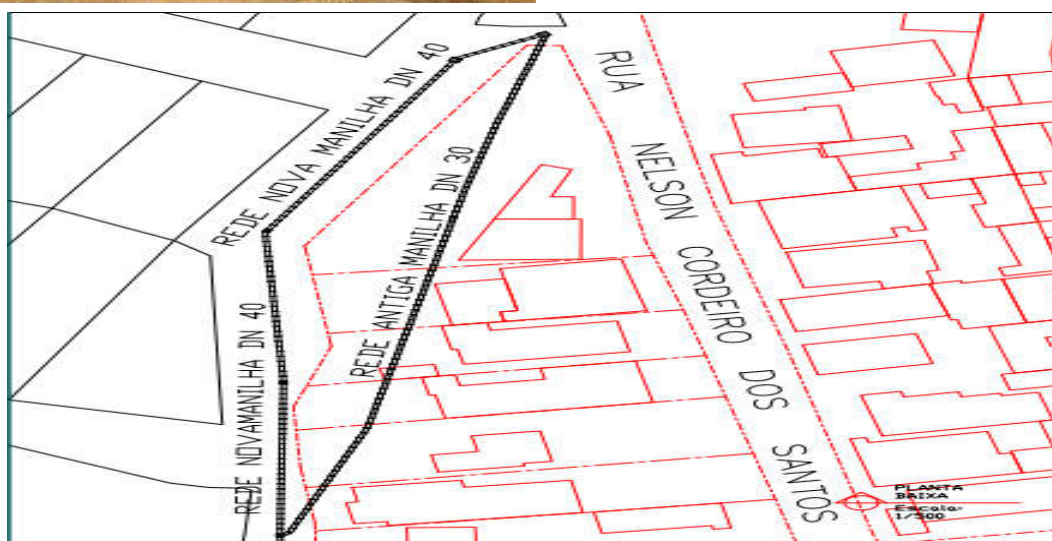 REDE NOVA MANILHA DN 40
RUA NELSON CORDEIRO DOS SANTOS
REDE ANTIGA MANILHA DN 30
REDE NOVAMANILHA DN 40
PLANTA
BAIXA
Escala:
1/500